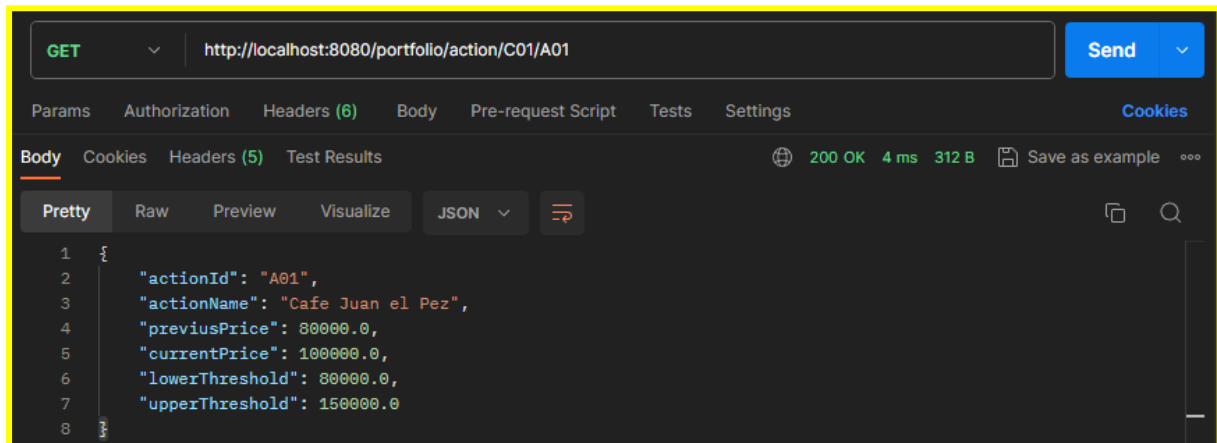 GET http://localhost:8080/portfolio/action/C01/A01 Send
Params Authorization Headers (6) Body Pre-request Script Tests Settings Cookies
Body Cookies Headers (5) Test Results 200 OK 4 ms 312 B Save as example
Pretty Raw Preview Visualize JSON
1 {
2 "actionId": "A01",
3 "actionName": "Cafe Juan el Pez",
4 "previusPrice": 80000.0,
5 "currentPrice": 100000.0,
6 "lowerThreshold": 80000.0,
7 "upperThreshold": 150000.0
8 }